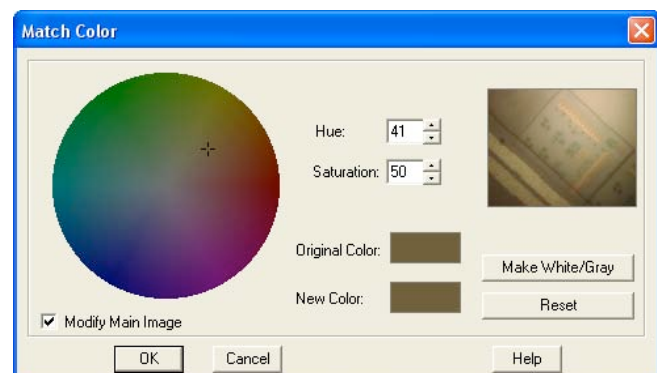 Match Color
Hue: 41
Saturation: 50
Original Color:
Make White/Gray
New Color:
Reset
Modify Main Image
OK Cancel Help